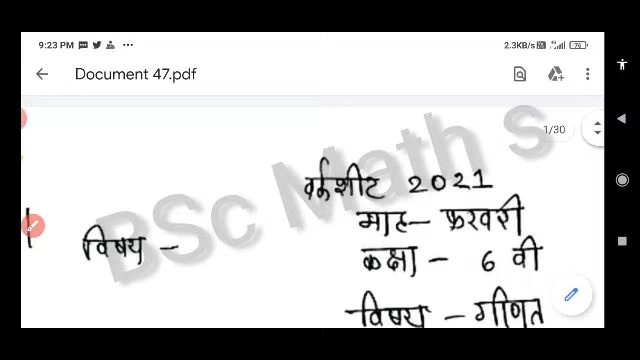 9:23 PM
2.3KB/s
76
Document 47.pdf
1/30
BSc Math s
वर्कशीट 2021
माह - फरवरी
विषय -
कक्षा - 6 वी
विषय - गणित